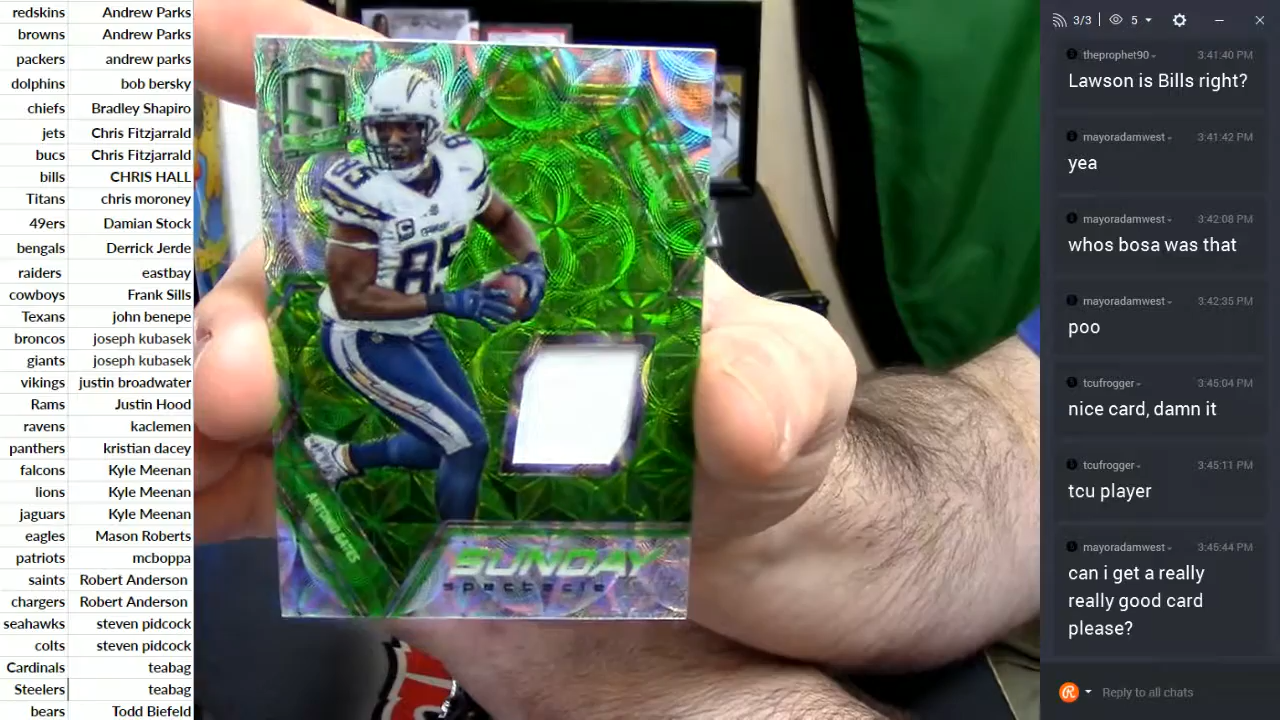 redskins Andrew Parks
browns Andrew Parks
packers andrew parks
dolphins bob bersky
chiefs Bradley Shapiro
jets Chris Fitzjarrald
bucs Chris Fitzjarrald
bills CHRIS HALL
Titans chris moroney
49ers Damian Stock
bengals Derrick Jerde
raiders eastbay
cowboys Frank Sills
Texans john benepe
broncos joseph kubasek
giants joseph kubasek
vikings justin broadwater
Rams Justin Hood
ravens kaclemen
panthers kristian dacey
falcons Kyle Meenan
lions Kyle Meenan
jaguars Kyle Meenan
eagles Mason Roberts
patriots mcboppa
saints Robert Anderson
chargers Robert Anderson
seahawks steven pidcock
colts steven pidcock
Cardinals teabag
Steelers teabag
bears Todd Biefeld
S
85
85
C
ANTONIO GATES
SUNDAY
spectacle
3/3 5
theprophet90 3:41:40 PM
Lawson is Bills right?
mayoradamwest 3:41:42 PM
yea
mayoradamwest 3:42:08 PM
whos bosa was that
mayoradamwest 3:42:35 PM
poo
tcufrogger 3:45:04 PM
nice card, damn it
tcufrogger 3:45:11 PM
tcu player
mayoradamwest 3:45:44 PM
can i get a really
really good card
please?
Reply to all chats